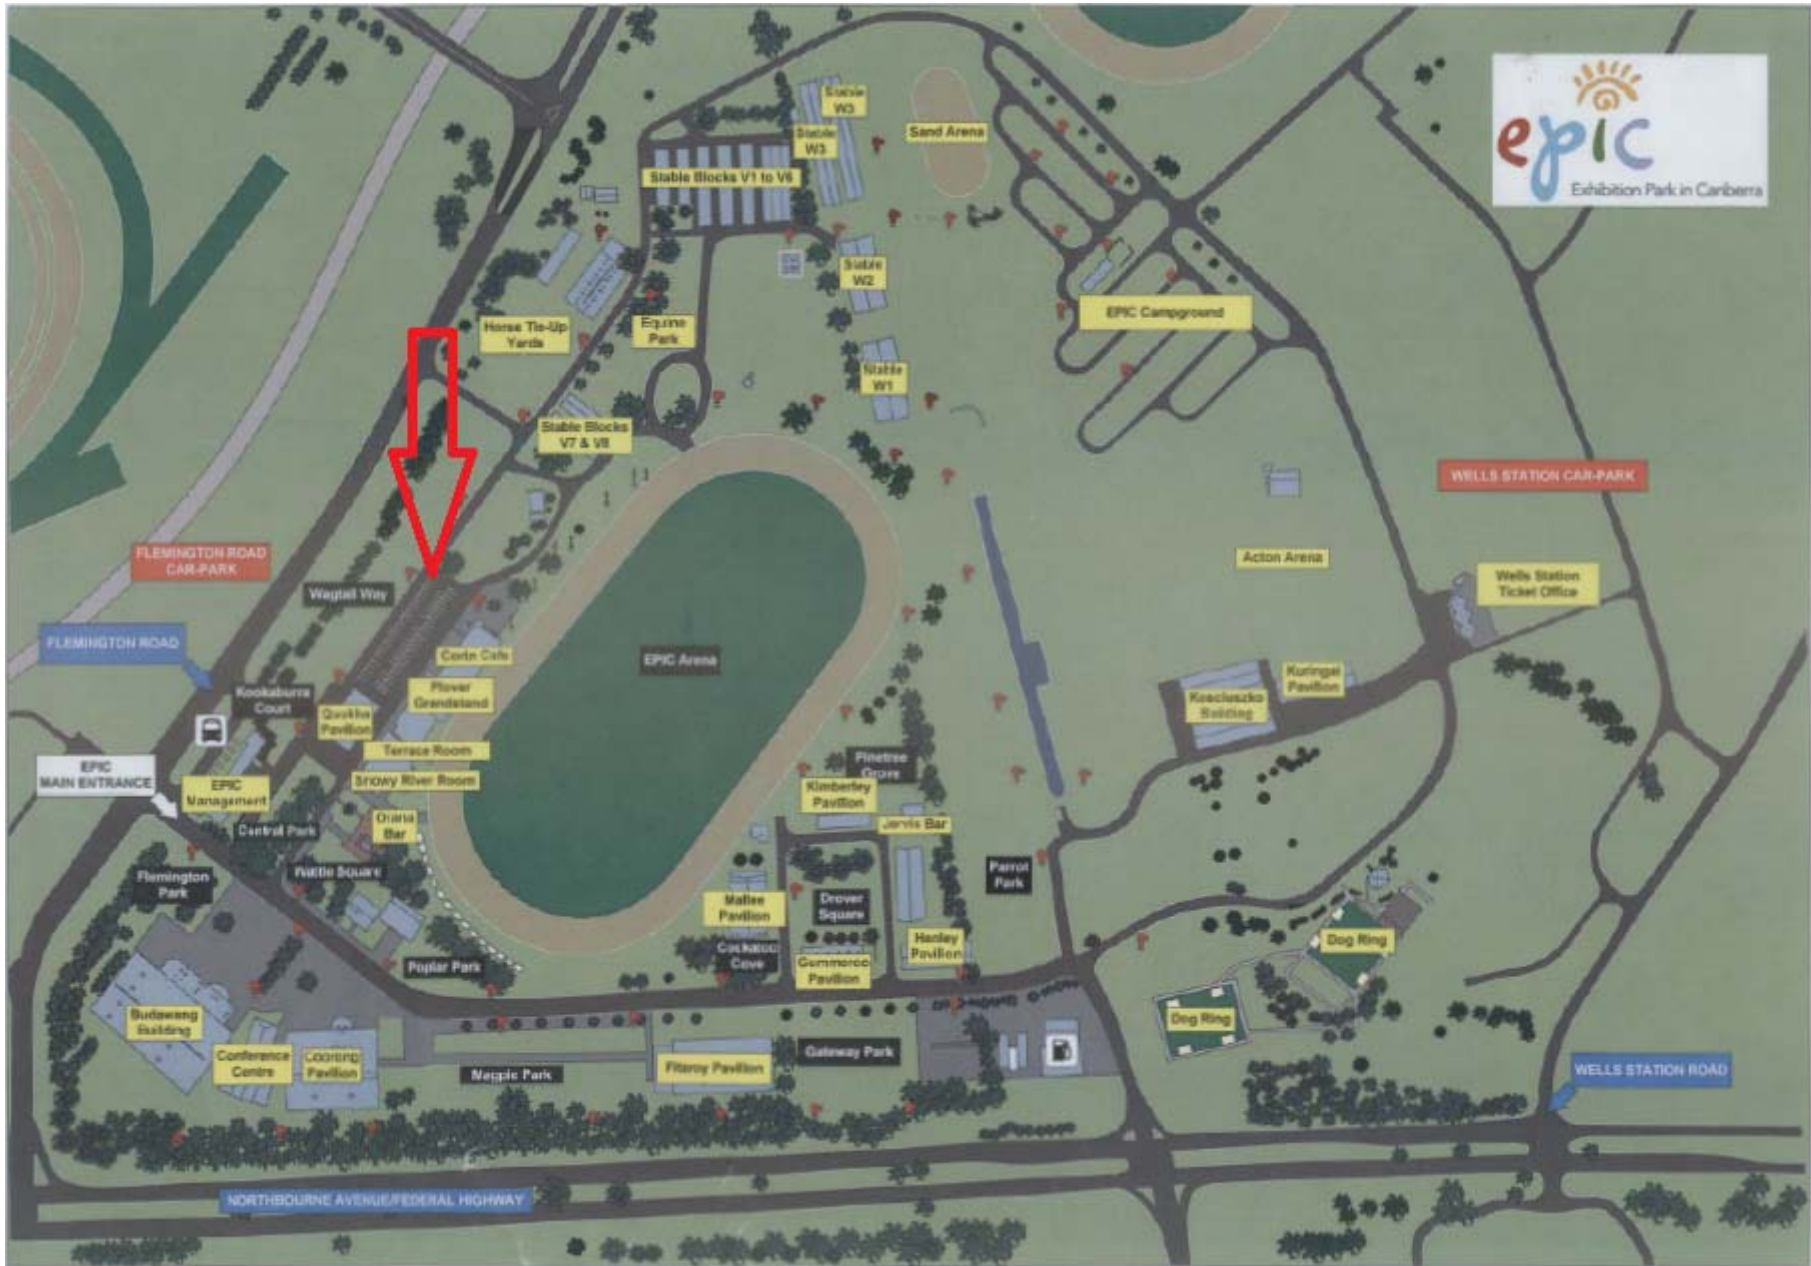 epic
Exhibition Park in Canberra
Stable
W3
Stable
W3
Sand Arena
Stable Blocks V1 to V6
Stable
W2
EPIC Campground
Horse Tie-Up
Yards
Equine
Park
Stable
W1
Stable Blocks
V7 & V8
WELLS STATION CAR-PARK
FLEMINGTON ROAD
CAR-PARK
Acton Arena
Wells Station
Ticket Office
Wagtail Way
FLEMINGTON ROAD
Corin Cafe
EPIC Arena
Plover
Grandstand
Kuringai
Pavilion
Kookaburra
Court
Quokka
Pavilion
Kosciuszko
Building
Terrace Room
Snowy River Room
EPIC
MAIN ENTRANCE
EPIC
Management
Pinetree
Grove
Kimberley
Pavilion
Jervis Bar
Central Park
Oriana
Bar
Wattle Square
Flemington
Park
Parrot
Park
Mallee
Pavilion
Drover
Square
Cockatoo
Cove
Hanley
Pavilion
Gummaroo
Pavilion
Dog Ring
Poplar Park
Budawang
Building
Dog Ring
Conference
Centre
Coorong
Pavilion
Magpie Park
Fitzroy Pavilion
Gateway Park
WELLS STATION ROAD
NORTHBOURNE AVENUE/FEDERAL HIGHWAY